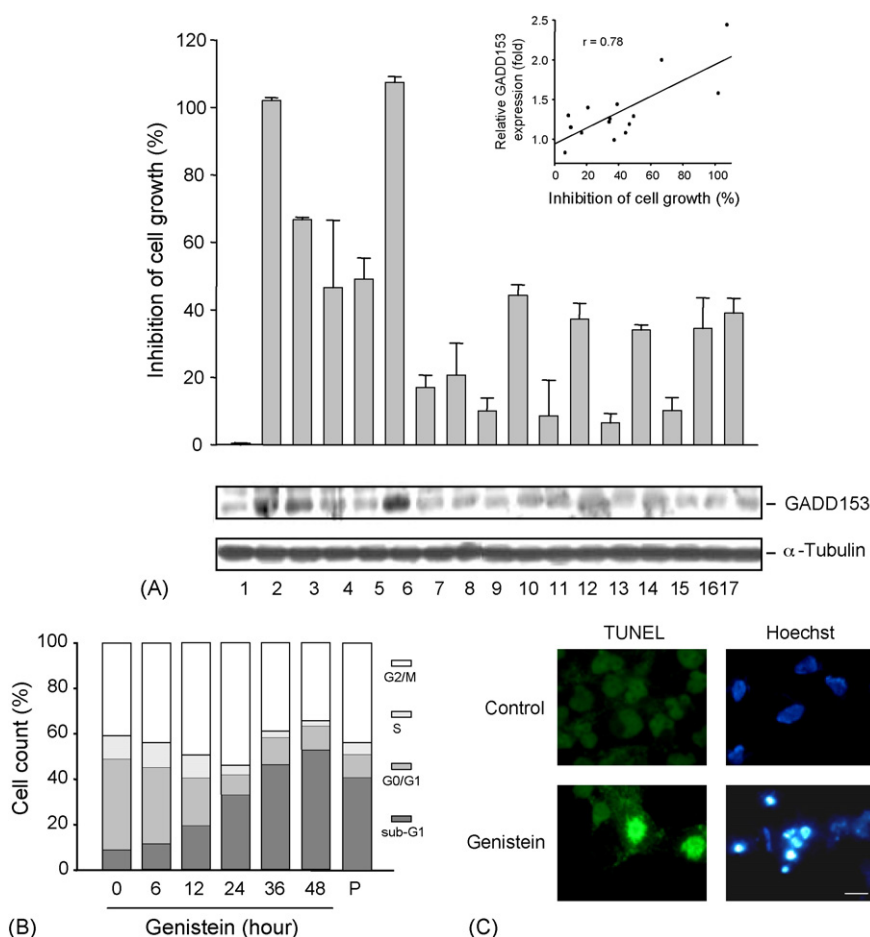 120
100
80
60
40
20
0
Inhibition of cell growth (%)
2.5
2.0
1.5
1.0
Relative GADD153
expression (fold)
r = 0.78
0 20 40 60 80 100
Inhibition of cell growth (%)
GADD153
α-Tubulin
1 2 3 4 5 6 7 8 9 10 11 12 13 14 15 16 17
(A)
100
80
60
40
20
0
Cell count (%)
G2/M
S
G0/G1
sub-G1
0 6 12 24 36 48 P
Genistein (hour)
(B)
TUNEL Hoechst
Control
Genistein
(C)